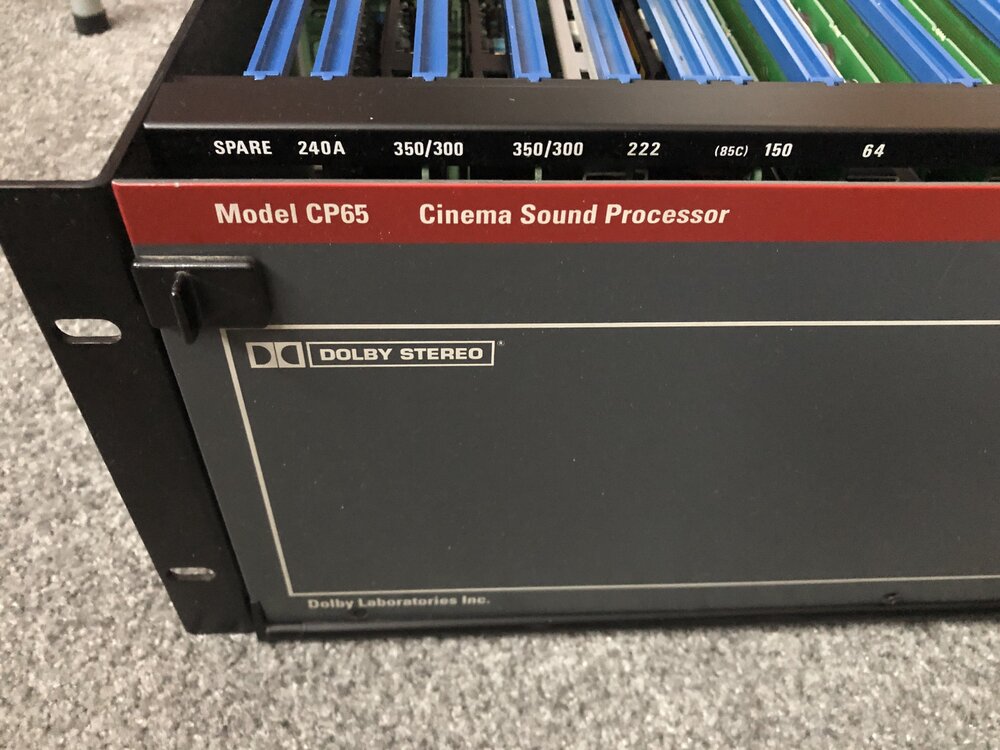 SPARE 240A 350/300 350/300 222 (85C) 150 64
Model CP65 Cinema Sound Processor
DOLBY STEREO®
Dolby Laboratories Inc.